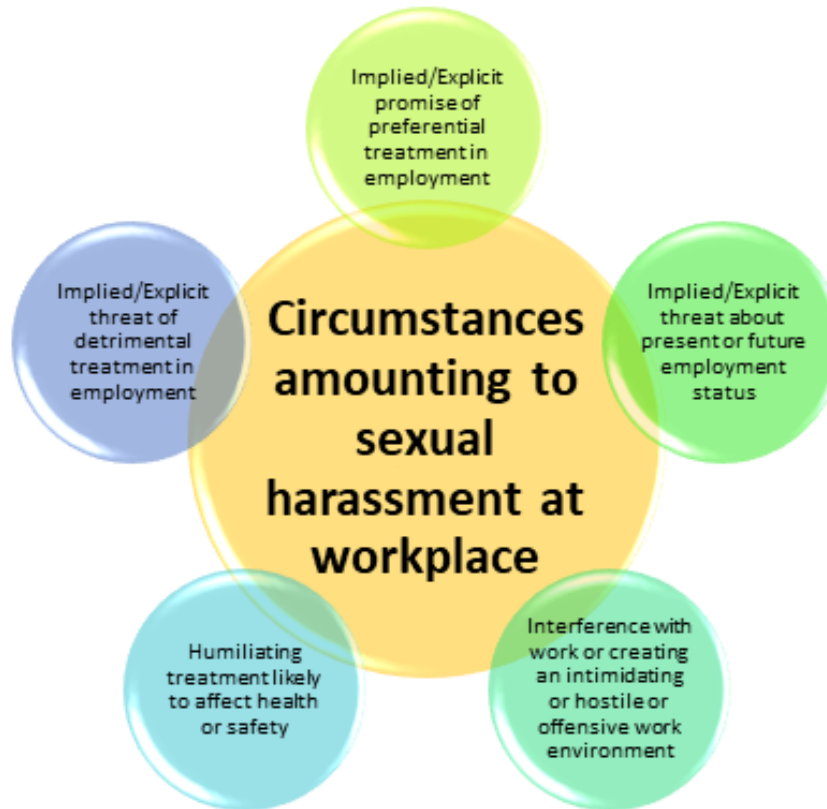 Implied/Explicit
promise of
preferential
treatment in
employment
Implied/Explicit
threat of
detrimental
treatment in
employment
Circumstances
amounting to
sexual
harassment at
workplace
Implied/Explicit
threat about
present or future
employment
status
Humiliating
treatment likely
to affect health
or safety
Interference with
work or creating
an intimidating
or hostile or
offensive work
environment